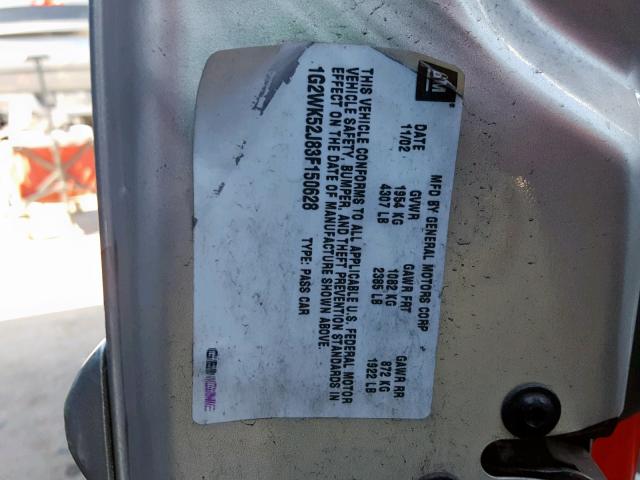 GM
MFD BY GENERAL MOTORS CORP
DATE GVWR GAWR FRT GAWR RR
11/02 1954 KG 1082 KG 872 KG
4307 LB 2385 LB 1922 LB
THIS VEHICLE CONFORMS TO ALL APPLICABLE U.S. FEDERAL MOTOR
VEHICLE SAFETY, BUMPER, AND THEFT PREVENTION STANDARDS IN
EFFECT ON THE DATE OF MANUFACTURE SHOWN ABOVE.
1G2WK52J83F150628 TYPE: PASS CAR